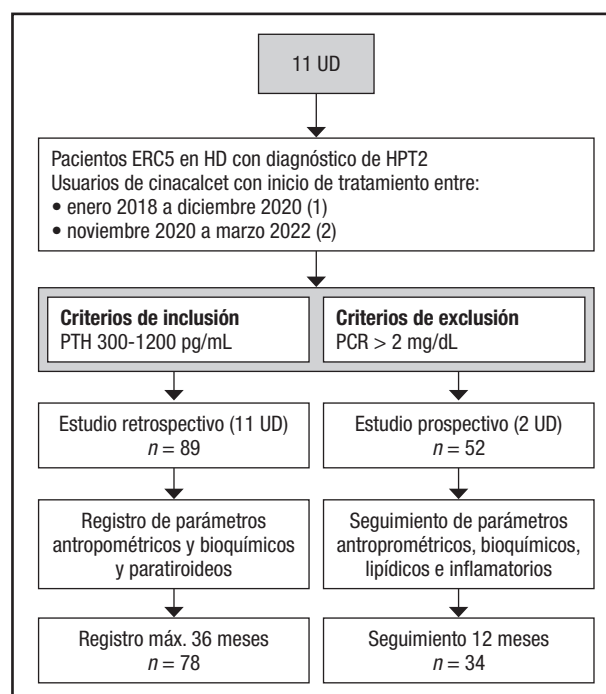 11 UD
Pacientos ERC5 en HD con diagnóstico de HPT2
Usuarios de cinacalcet con inicio de tratamiento entre:
• enero 2018 a diciembre 2020 (1)
• noviembre 2020 a marzo 2022 (2)
Criterios de inclusión
PTH 300-1200 pg/mL
Criterios de exclusión
PCR > 2 mg/dL
Estudio retrospectivo (11 UD)
n = 89
Estudio prospectivo (2 UD)
n = 52
Registro de parámetros
antropométricos y bioquímicos
y paratiroideos
Seguimiento de parámetros
antroprométricos, bioquímicos,
lipídicos e inflamatorios
Registro máx. 36 meses
n = 78
Seguimiento 12 meses
n = 34